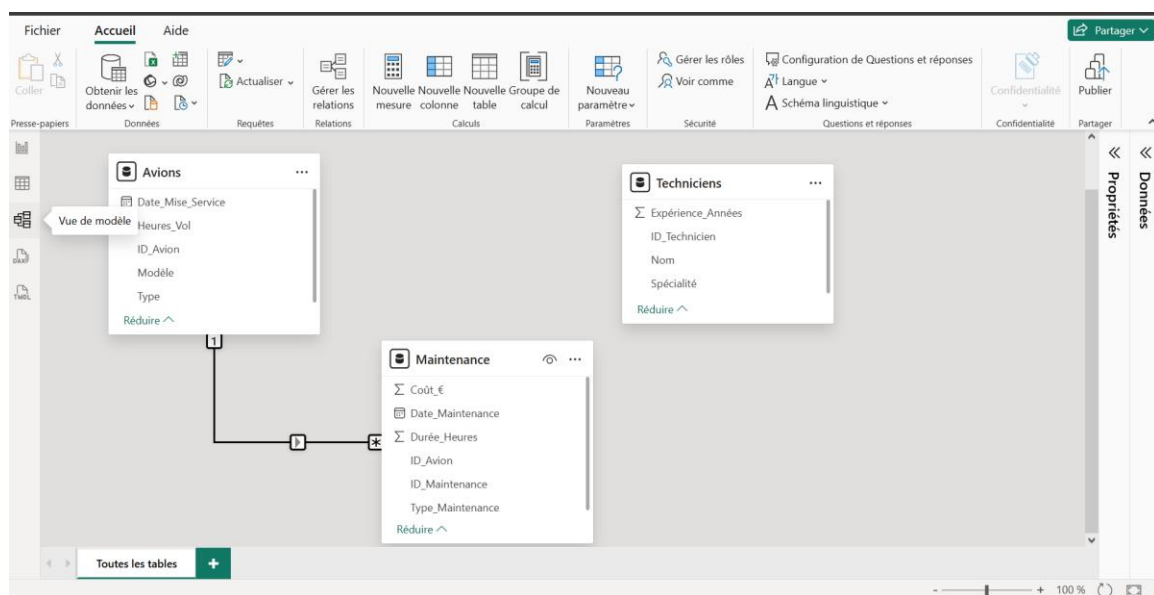 Fichier Accueil Aide Partager
Coller
Obtenir les données
Actualiser
Gérer les relations
Nouvelle mesure
Nouvelle colonne
Nouvelle table
Groupe de calcul
Nouveau paramètre
Gérer les rôles
Voir comme
Configuration de Questions et réponses
Langue
Schéma linguistique
Confidentialité
Publier
Presse-papiers Données Requêtes Relations Calculs Paramètres Sécurité Questions et réponses Confidentialité Partager
Vue de modèle
DAX
TMDL
Avions
Date_Mise_Service
Heures_Vol
ID_Avion
Modèle
Type
Réduire
1
*
Maintenance
Coût_€
Date_Maintenance
Durée_Heures
ID_Avion
ID_Maintenance
Type_Maintenance
Réduire
Techniciens
Expérience_Années
ID_Technicien
Nom
Spécialité
Réduire
Propriétés
Données
Toutes les tables +
- + 100 %